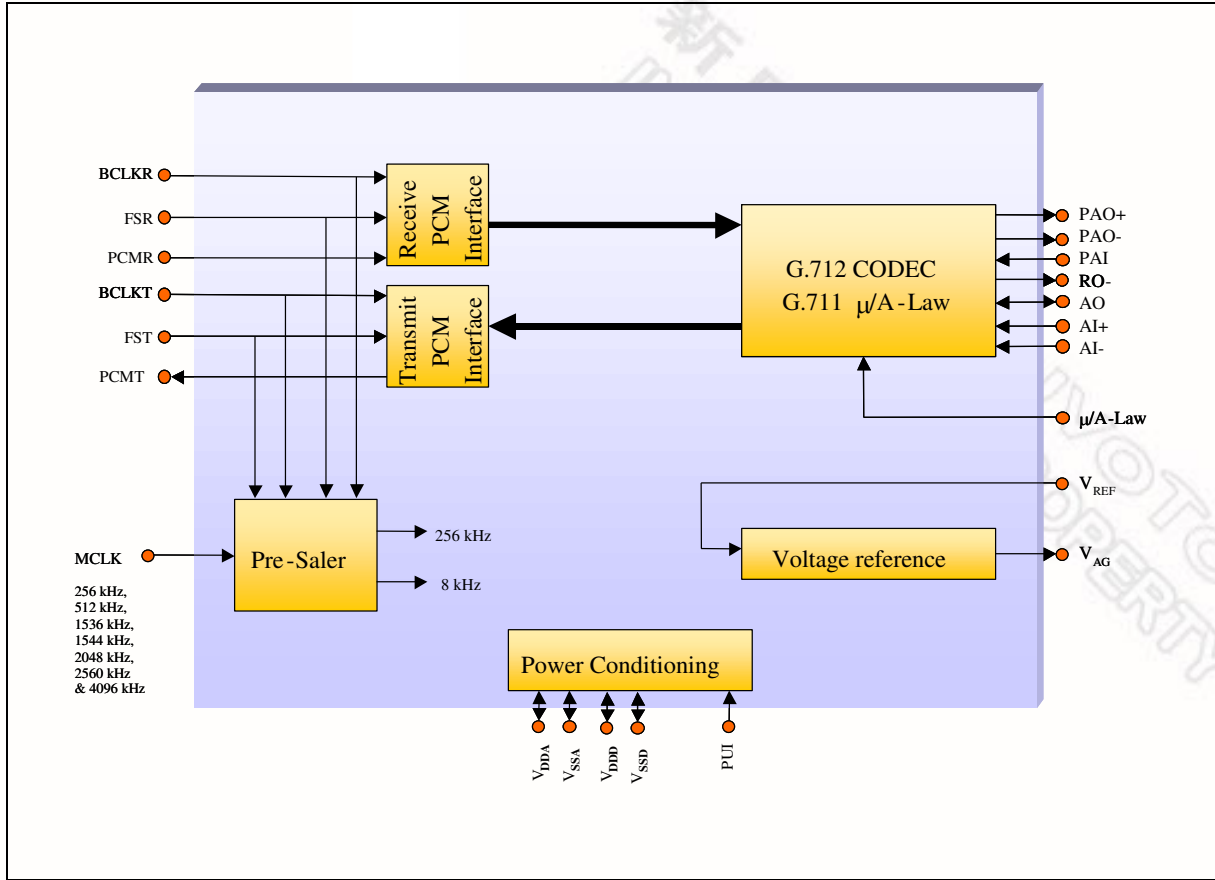 BCLKR
FSR
PCMR
BCLKT
FST
PCMT
Receive
PCM
Interface
Transmit
PCM
Interface
G.712 CODEC
G.711 μ/A-Law
PAO+
PAO-
PAI
RO-
AO
AI+
AI-
μ/A-Law
VREF
VAG
Voltage reference
MCLK
256 kHz,
512 kHz,
1536 kHz,
1544 kHz,
2048 kHz,
2560 kHz
& 4096 kHz
Pre-Saler
256 kHz
8 kHz
Power Conditioning
VDDA
VSSA
VDDD
VSSD
PUI
新
OPERTY